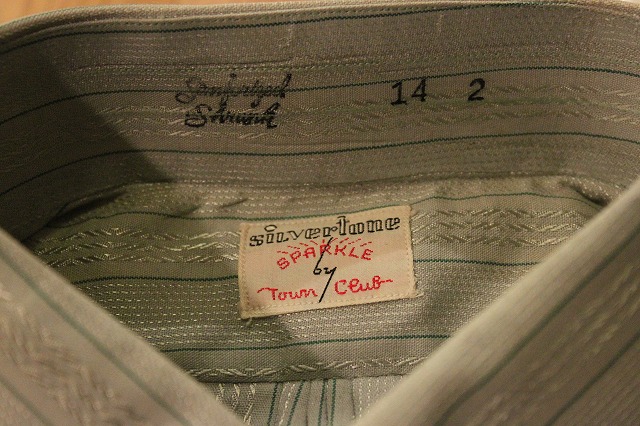 Sanforized
Shrunk
14 2
silvertone
SPARKLE
by
Town Club